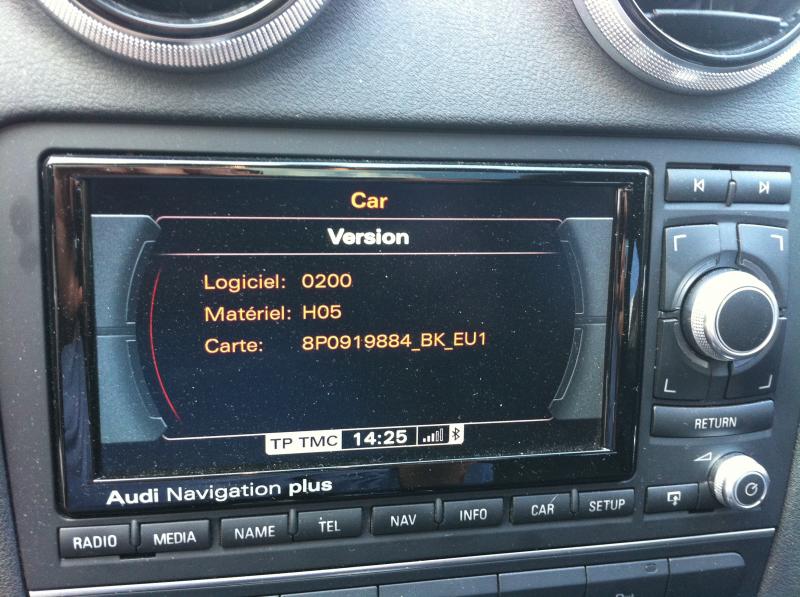 Car
Version
Logiciel: 0200
Matériel: H05
Carte: 8P0919884_BK_EU1
TP TMC 14:25
Audi Navigation plus
RETURN
RADIO MEDIA NAME TEL NAV INFO CAR SETUP